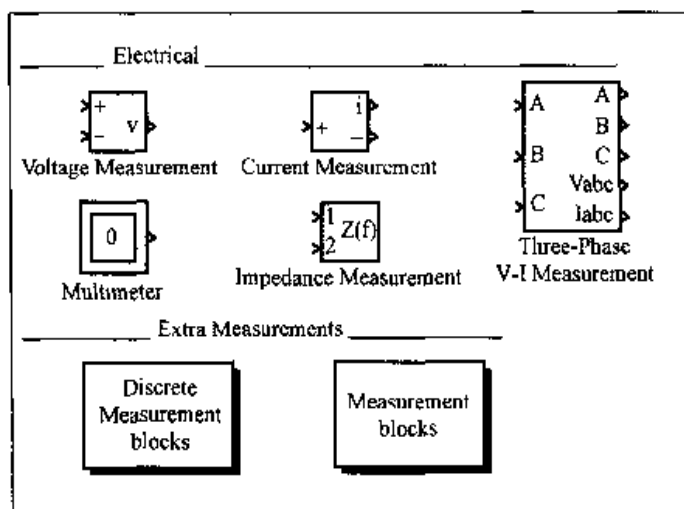 Electrical
+
−
v
Voltage Measurement
+
i
−
Current Measurement
A
B
C
A
B
C
Vabc
Iabc
Three-Phase
V-I Measurement
0
Multimeter
1
2
Z(f)
Impedance Measurement
Extra Measurements
Discrete
Measurement
blocks
Measurement
blocks